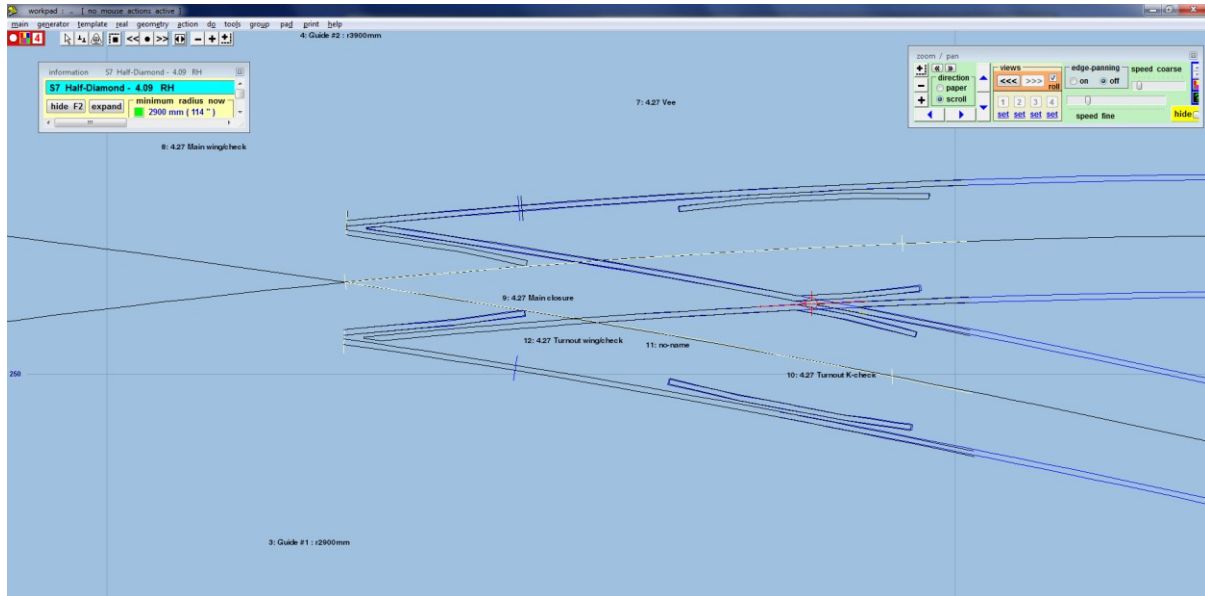 workpad : .. [ no mouse actions active ]
main generator template real geometry action do tools group pad print help
4 << >> - +
4: Guide #2 : r3900mm
information S7 Half-Diamond - 4.09 RH
S7 Half-Diamond - 4.09 RH
hide F2 expand minimum radius now
2900 mm ( 114 " )
zoom / pan
views edge-panning speed coarse
direction <<< >>> roll on off
paper
scroll
1 2 3 4
set set set set speed fine hide
7: 4.27 Vee
8: 4.27 Main wing/check
9: 4.27 Main closure
12: 4.27 Turnout wing/check
11: no-name
10: 4.27 Turnout K-check
250
3: Guide #1 : r2900mm